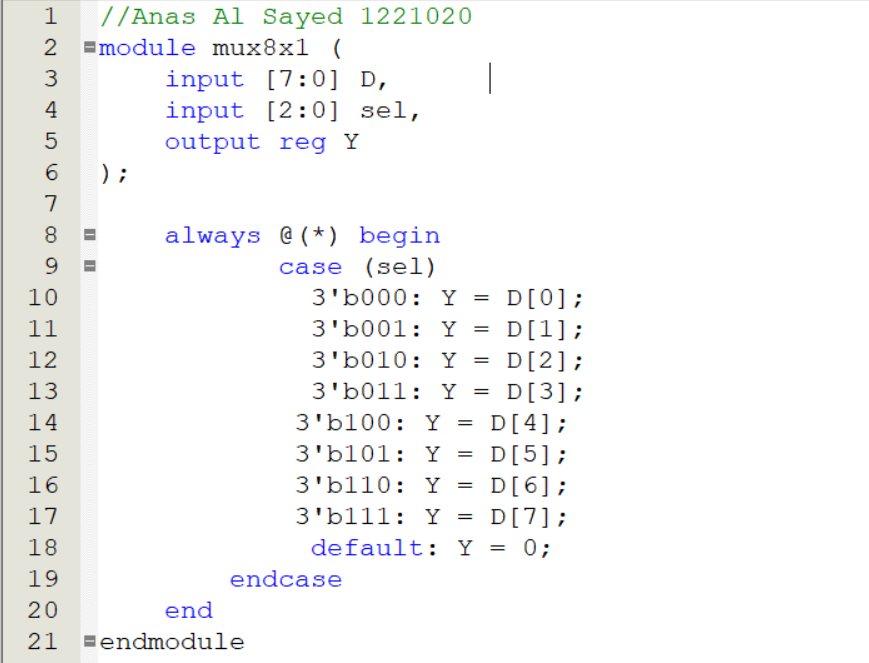 1 //Anas Al Sayed 1221020
2 module mux8x1 (
3 input [7:0] D,
4 input [2:0] sel,
5 output reg Y
6 );
7
8 always @(*) begin
9 case (sel)
10 3'b000: Y = D[0];
11 3'b001: Y = D[1];
12 3'b010: Y = D[2];
13 3'b011: Y = D[3];
14 3'b100: Y = D[4];
15 3'b101: Y = D[5];
16 3'b110: Y = D[6];
17 3'b111: Y = D[7];
18 default: Y = 0;
19 endcase
20 end
21 endmodule